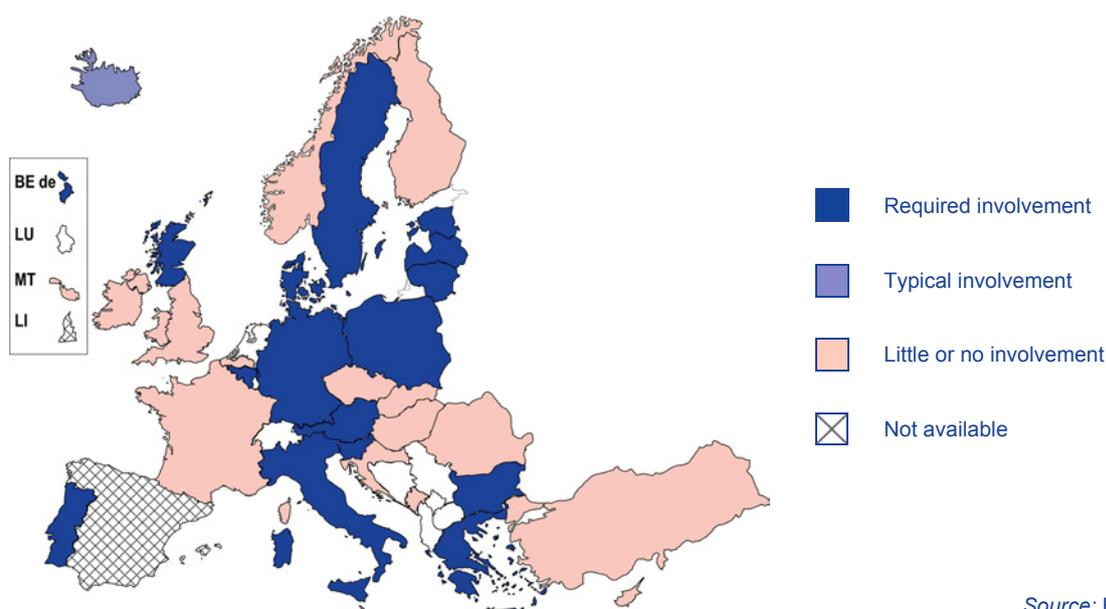 BE de
LU
MT
LI
Required involvement
Typical involvement
Little or no involvement
Not available
Source: